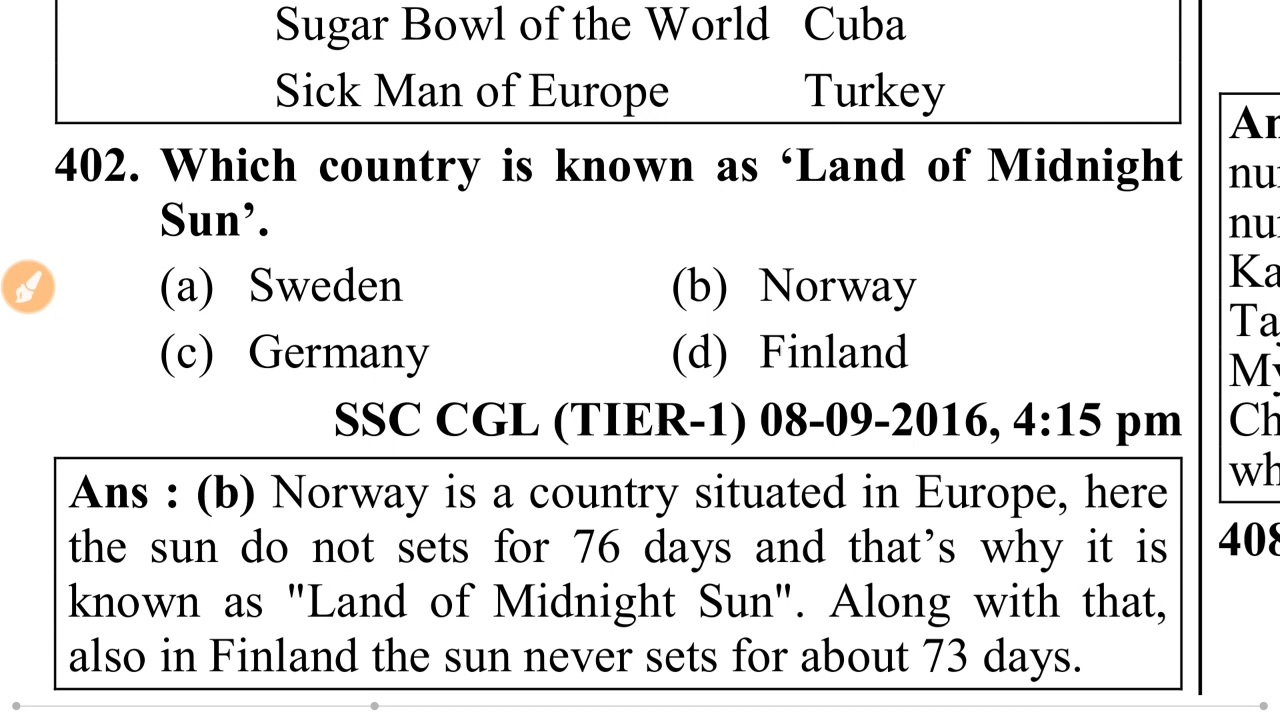 Sugar Bowl of the World Cuba
Sick Man of Europe Turkey
402. Which country is known as ‘Land of Midnight
Sun’.
(a) Sweden (b) Norway
(c) Germany (d) Finland
SSC CGL (TIER-1) 08-09-2016, 4:15 pm
Ans : (b) Norway is a country situated in Europe, here
the sun do not sets for 76 days and that’s why it is
known as "Land of Midnight Sun". Along with that,
also in Finland the sun never sets for about 73 days.
408